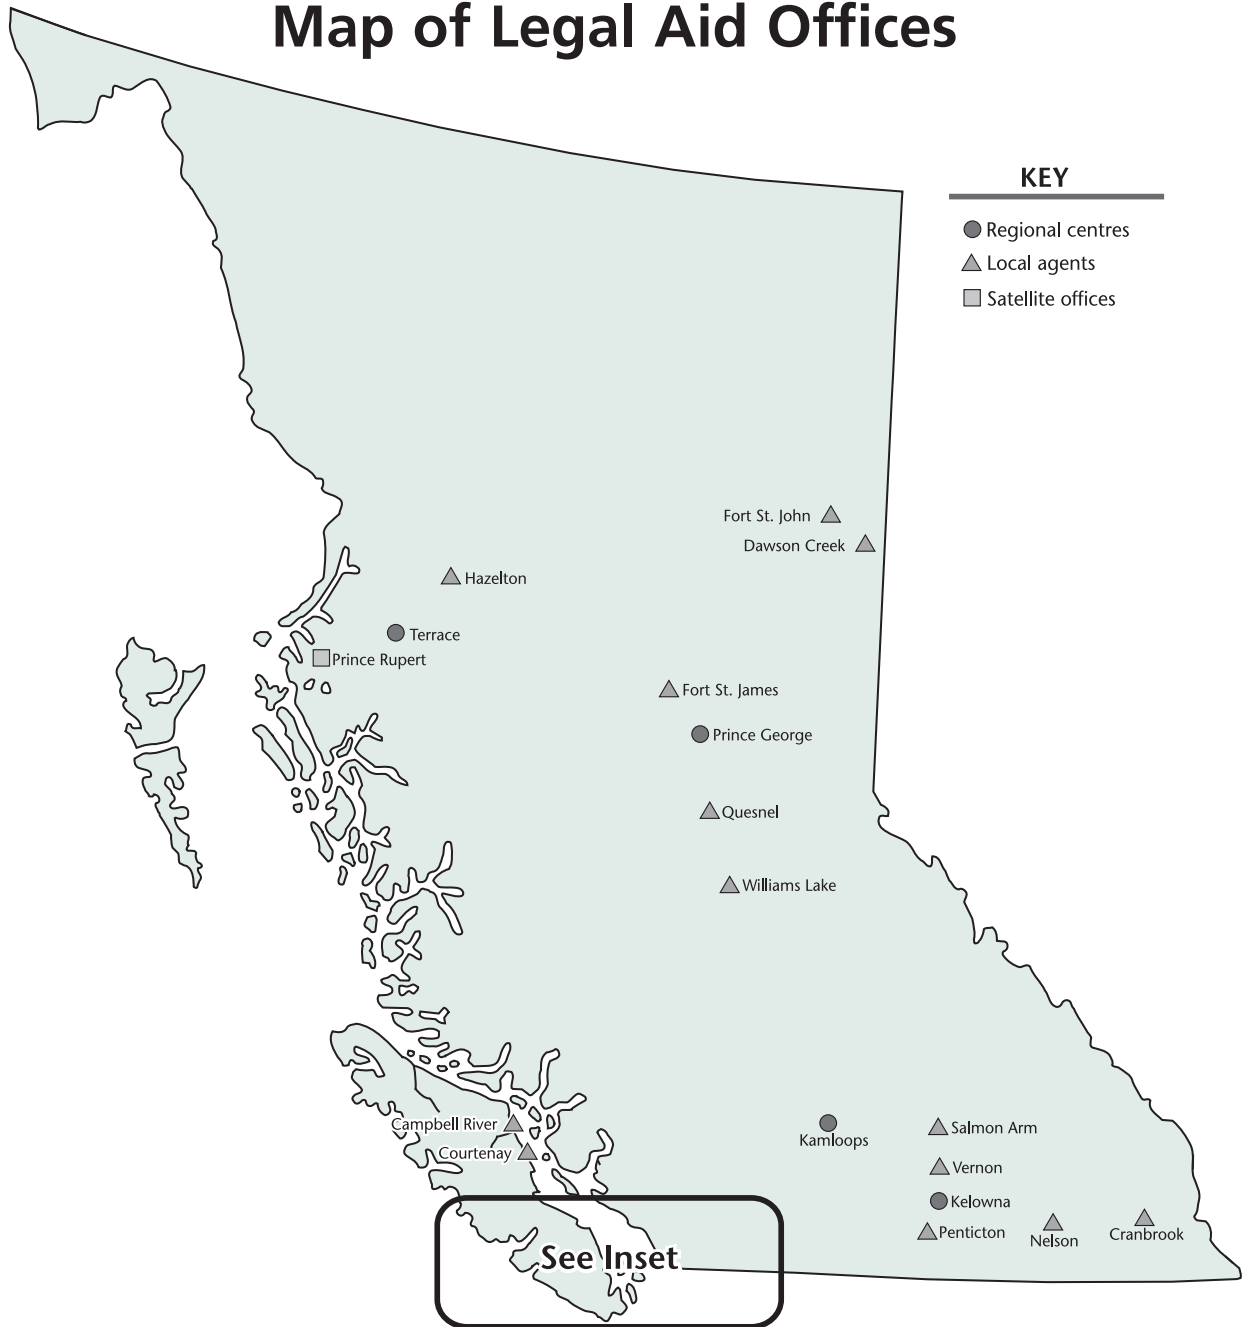 Map of Legal Aid Offices
KEY
Regional centres
Local agents
Satellite offices
Fort St. John
Dawson Creek
Hazelton
Terrace
Prince Rupert
Fort St. James
Prince George
Quesnel
Williams Lake
Campbell River
Courtenay
Kamloops
Salmon Arm
Vernon
Kelowna
Penticton
Nelson
Cranbrook
See Inset